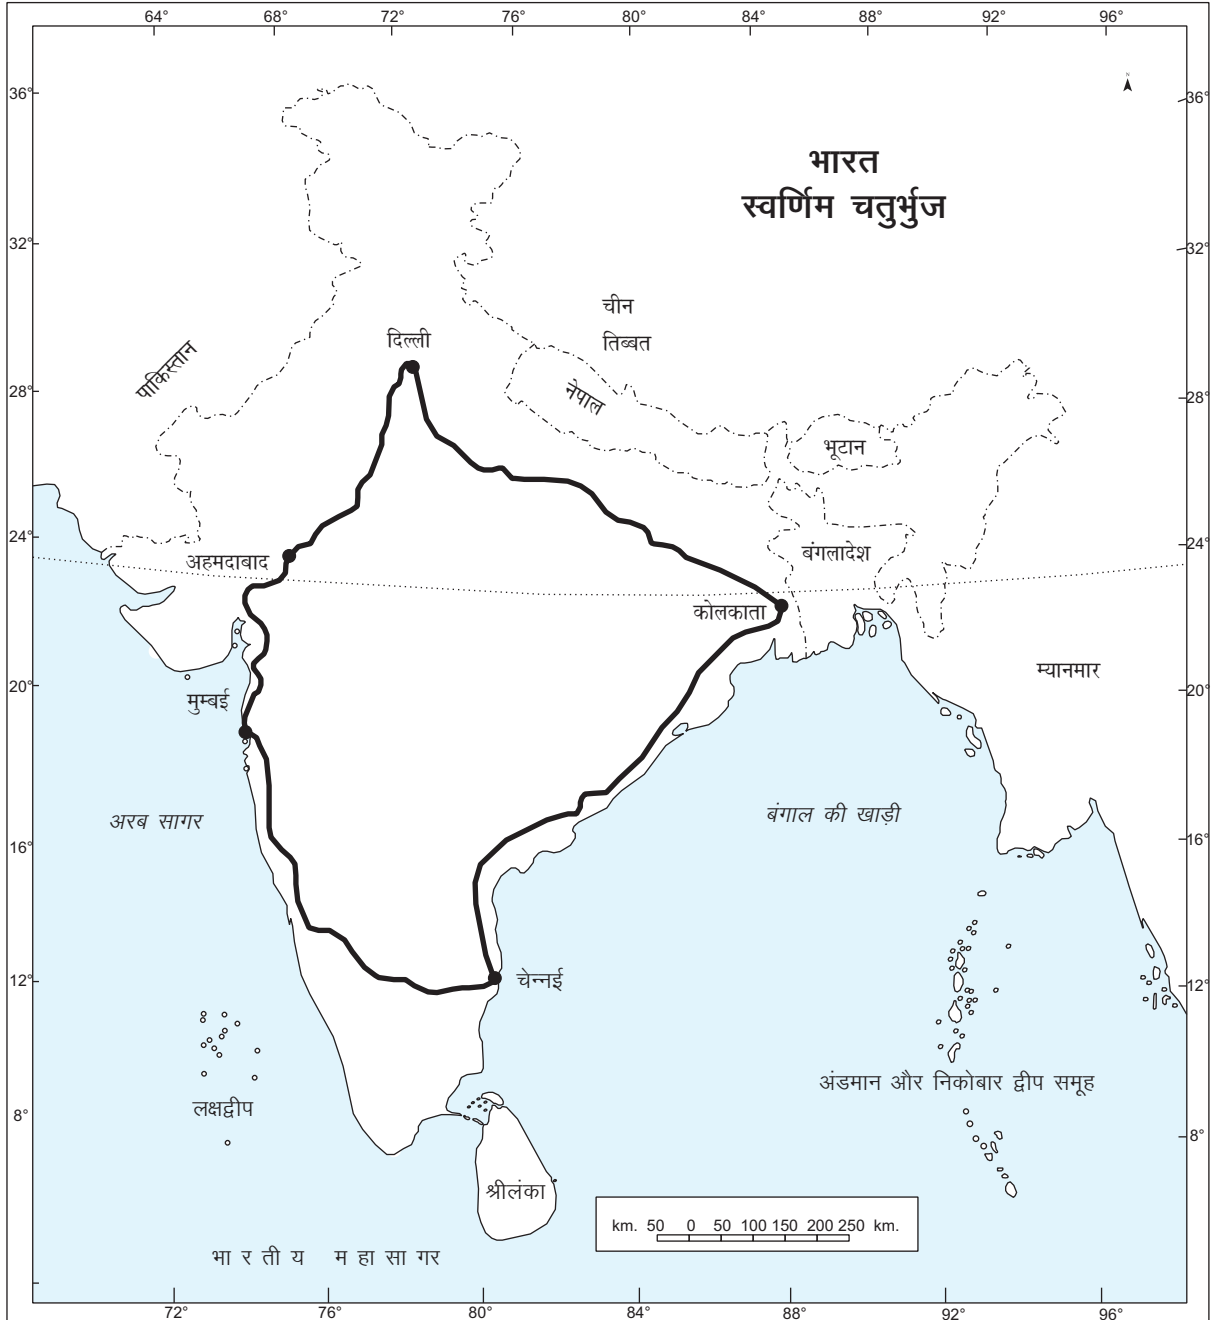 64° 68° 72° 76° 80° 84° 88° 92° 96°
N
36° 36°
भारत
स्वर्णिम चतुर्भुज
32° 32°
चीन
तिब्बत
दिल्ली
पाकिस्तान
नेपाल
28° 28°
भूटान
24° 24°
अहमदाबाद
बंगलादेश
कोलकाता
म्यानमार
20° 20°
मुम्बई
अरब सागर
बंगाल की खाड़ी
16° 16°
चेन्नई
12° 12°
अंडमान और निकोबार द्वीप समूह
लक्षद्वीप
8° 8°
श्रीलंका
km. 50 0 50 100 150 200 250 km.
भारतीय महासागर
72° 76° 80° 84° 88° 92° 96°